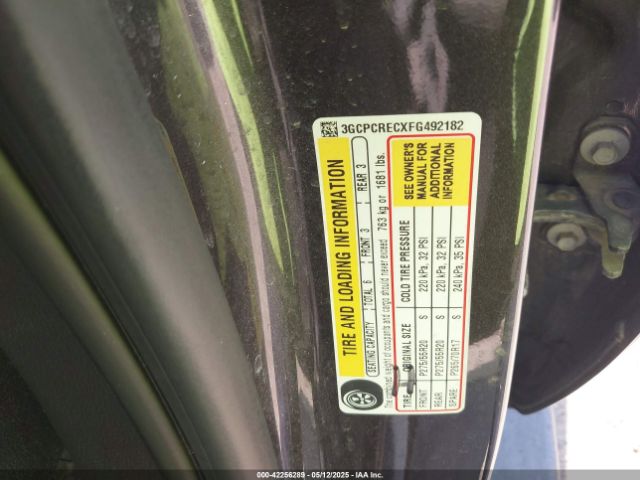 3GCPCRECXFG492182
TIRE AND LOADING INFORMATION
SEATING CAPACITY TOTAL 6 FRONT 3 REAR 3
The combined weight of occupants and cargo should never exceed 763 kg or 1681 lbs.
TIRE ORIGINAL SIZE COLD TIRE PRESSURE
FRONT P275/55R20 S 220 kPa, 32 PSI
REAR P275/55R20 S 220 kPa, 32 PSI
SPARE P265/70R17 S 240 kPa, 35 PSI
SEE OWNER'S
MANUAL FOR
ADDITIONAL
INFORMATION
000-42256289 - 05/12/2025 - IAA Inc.